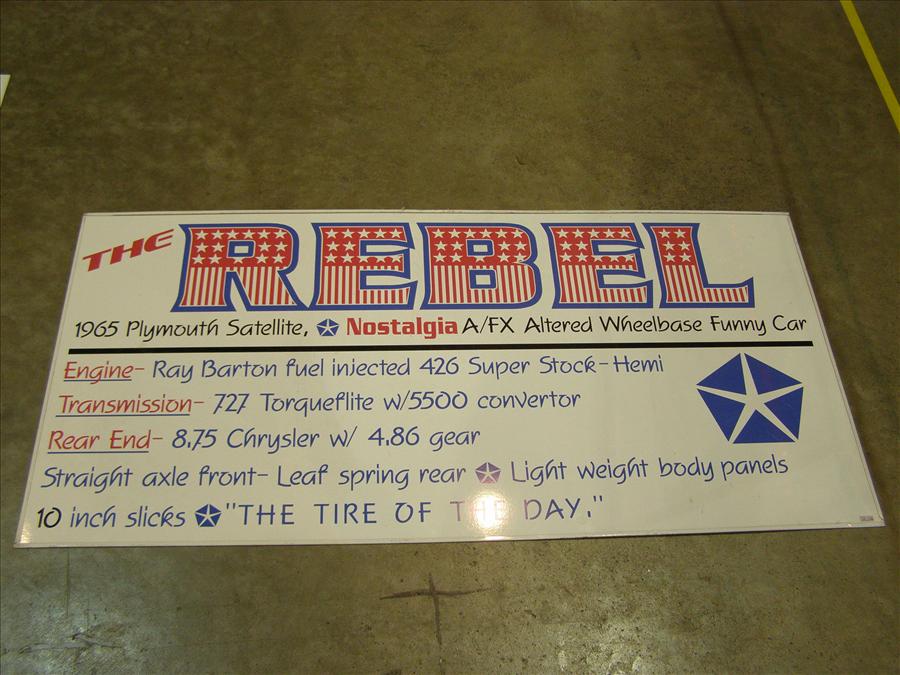 THE REBEL
1965 Plymouth Satellite, Nostalgia A/FX Altered Wheelbase Funny Car
Engine- Ray Barton fuel injected 426 Super Stock-Hemi
Transmission- 727 Torqueflite w/5500 convertor
Rear End- 8.75 Chrysler w/ 4.86 gear
Straight axle front- Leaf spring rear Light weight body panels
10 inch slicks "THE TIRE OF THE DAY."